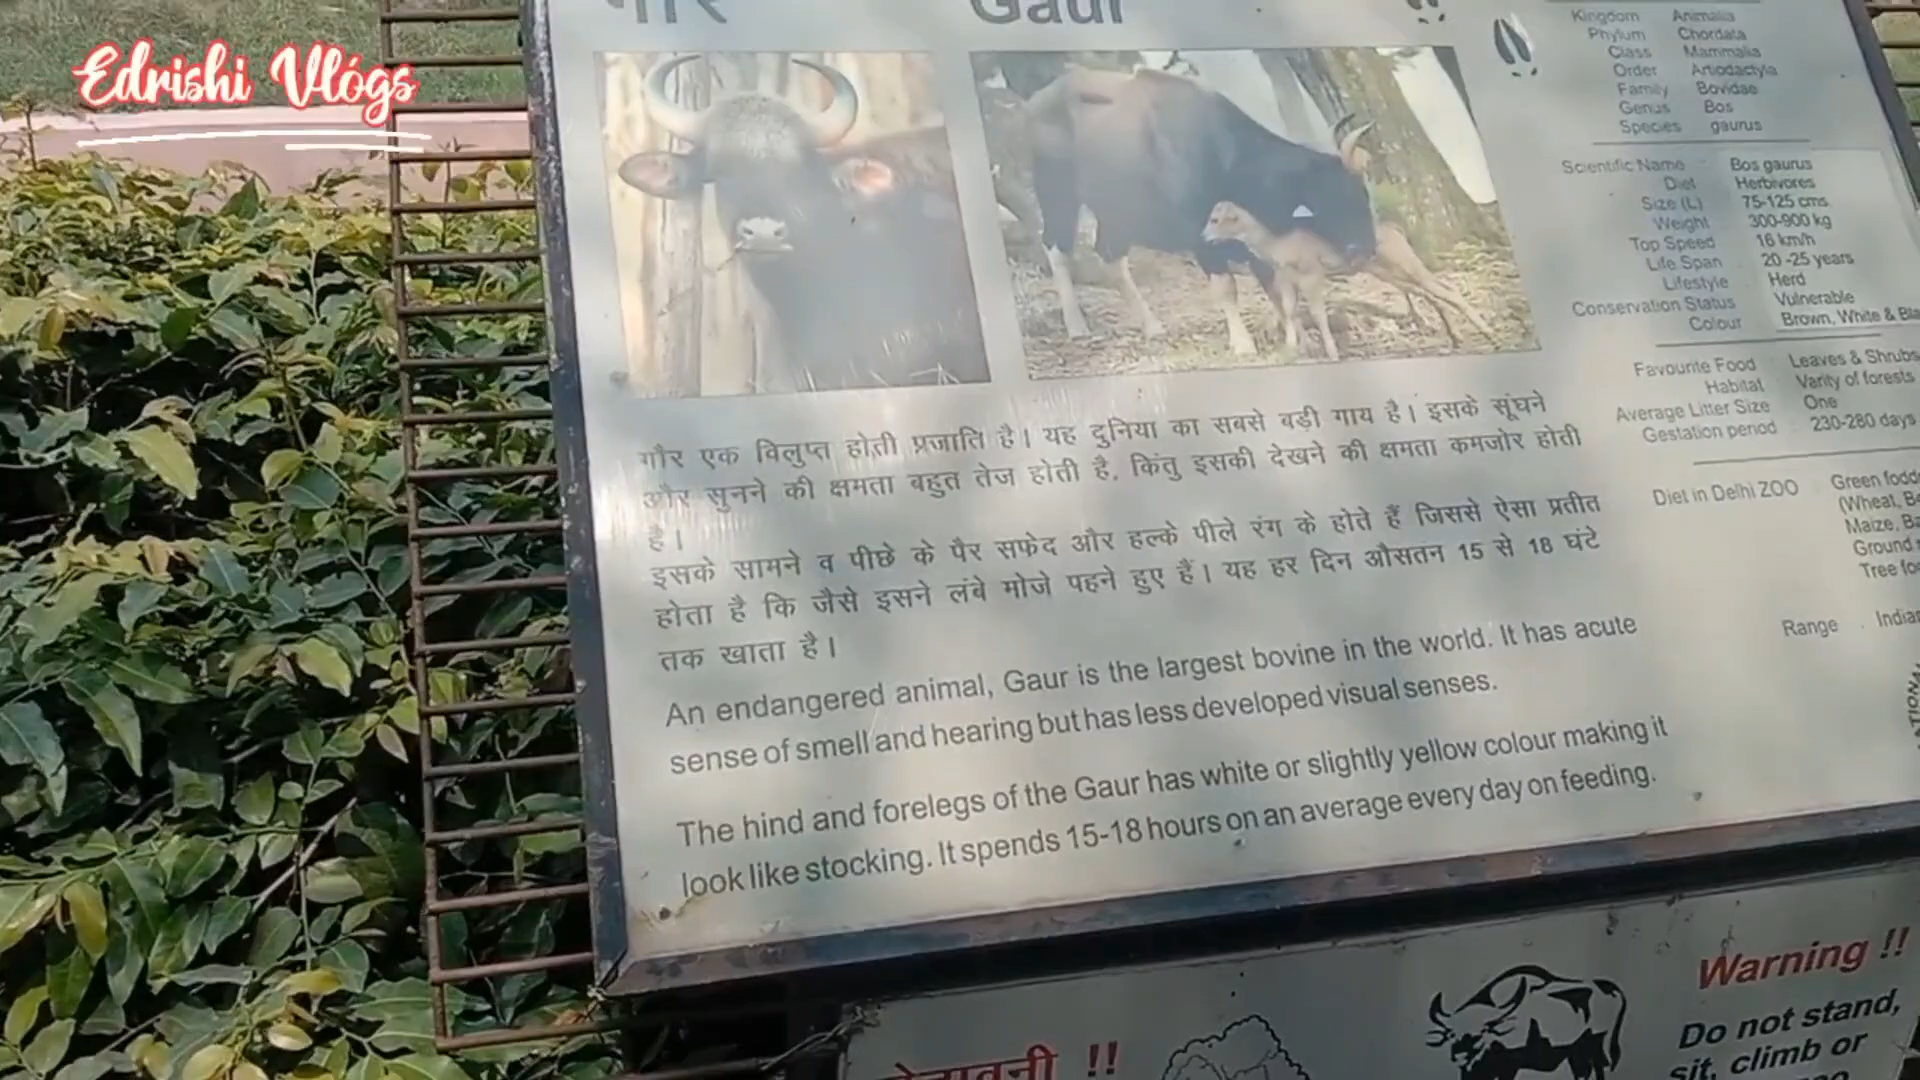 Edrishi Vlógs
गौर Gaur
Kingdom Animalia
Phylum Chordata
Class Mammalia
Order Artiodactyla
Family Bovidae
Genus Bos
Species gaurus
Scientific Name Bos gaurus
Diet Herbivores
Size (L) 75-125 cms
Weight 300-900 kg
Top Speed 16 km/h
Life Span 20 -25 years
Lifestyle Herd
Conservation Status Vulnerable
Colour Brown, White &
Favourite Food Leaves & Shrubs
Habitat Varity of forests
Average Litter Size One
Gestation period 230-280 days
Diet in Delhi ZOO Green
(Wheat,
Maize,
Ground
Tree
Range
गौर एक विलुप्त होती प्रजाति है। यह दुनिया का सबसे बड़ी गाय है। इसके सूंघने
और सुनने की क्षमता बहुत तेज होती है, किंतु इसकी देखने की क्षमता कमजोर होती
है।
इसके सामने व पीछे के पैर सफेद और हल्के पीले रंग के होते हैं जिससे ऐसा प्रतीत
होता है कि जैसे इसने लंबे मोजे पहने हुए हैं। यह हर दिन औसतन 15 से 18 घंटे
तक खाता है।
An endangered animal, Gaur is the largest bovine in the world. It has acute
sense of smell and hearing but has less developed visual senses.
The hind and forelegs of the Gaur has white or slightly yellow colour making it
look like stocking. It spends 15-18 hours on an average every day on feeding.
चेतावनी !!
Warning !!
Do not stand,
sit, climb or